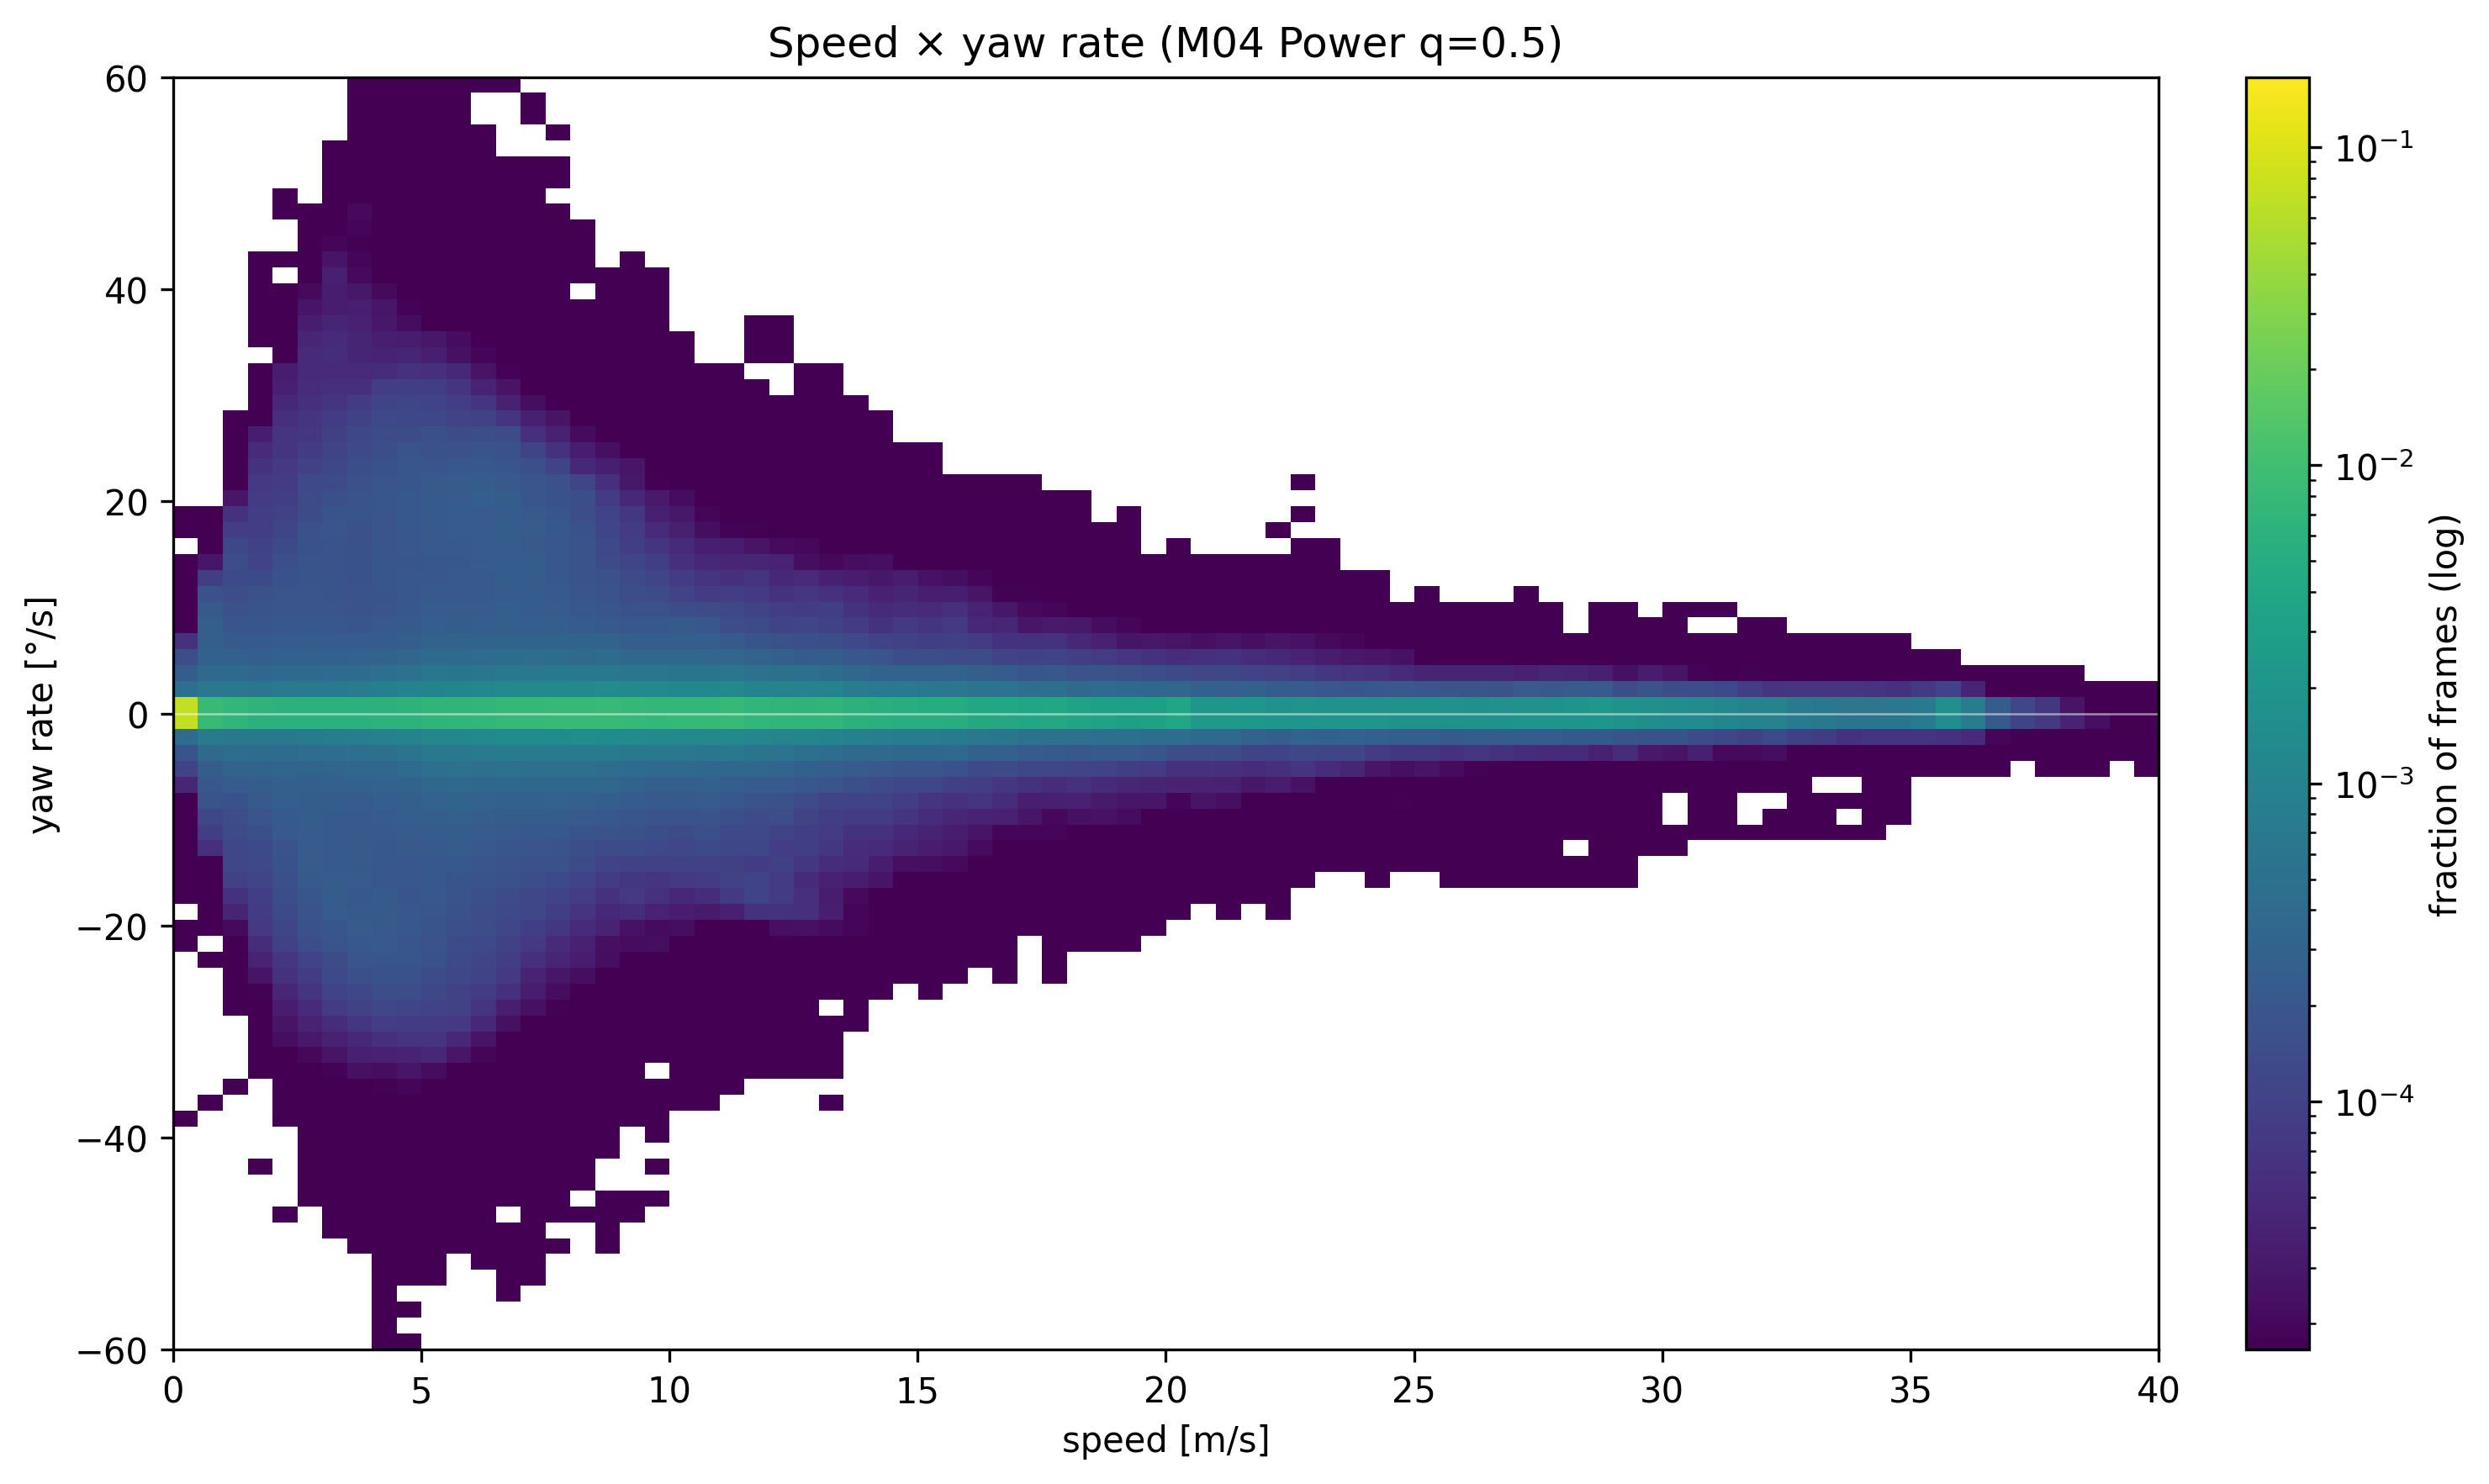 Speed × yaw rate (M04 Power q=0.5)
yaw rate [°/s]
60
40
20
0
−20
−40
−60
0 5 10 15 20 25 30 35 40
speed [m/s]
10⁻¹
10⁻²
10⁻³
10⁻⁴
fraction of frames (log)